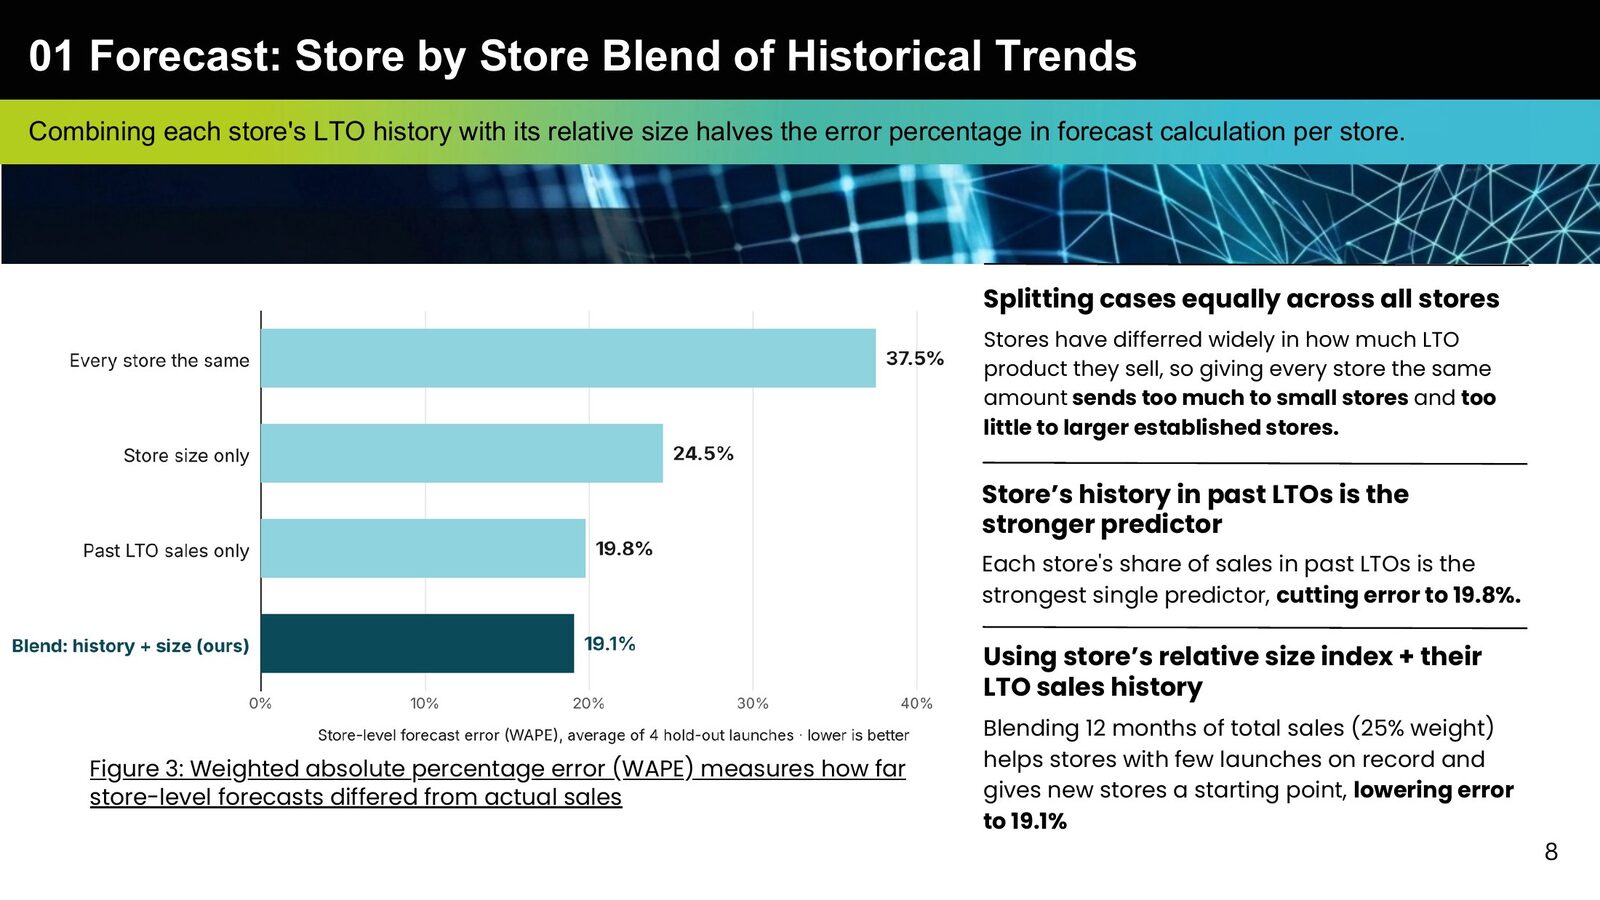 01 Forecast: Store by Store Blend of Historical Trends
Combining each store's LTO history with its relative size halves the error percentage in forecast calculation per store.
Every store the same
37.5%
Store size only
24.5%
Past LTO sales only
19.8%
Blend: history + size (ours)
19.1%
0%
10%
20%
30%
40%
Store-level forecast error (WAPE), average of 4 hold-out launches · lower is better
Figure 3: Weighted absolute percentage error (WAPE) measures how far
store-level forecasts differed from actual sales
Splitting cases equally across all stores
Stores have differred widely in how much LTO
product they sell, so giving every store the same
amount sends too much to small stores and too
little to larger established stores.
Store’s history in past LTOs is the
stronger predictor
Each store's share of sales in past LTOs is the
strongest single predictor, cutting error to 19.8%.
Using store’s relative size index + their
LTO sales history
Blending 12 months of total sales (25% weight)
helps stores with few launches on record and
gives new stores a starting point, lowering error
to 19.1%
8